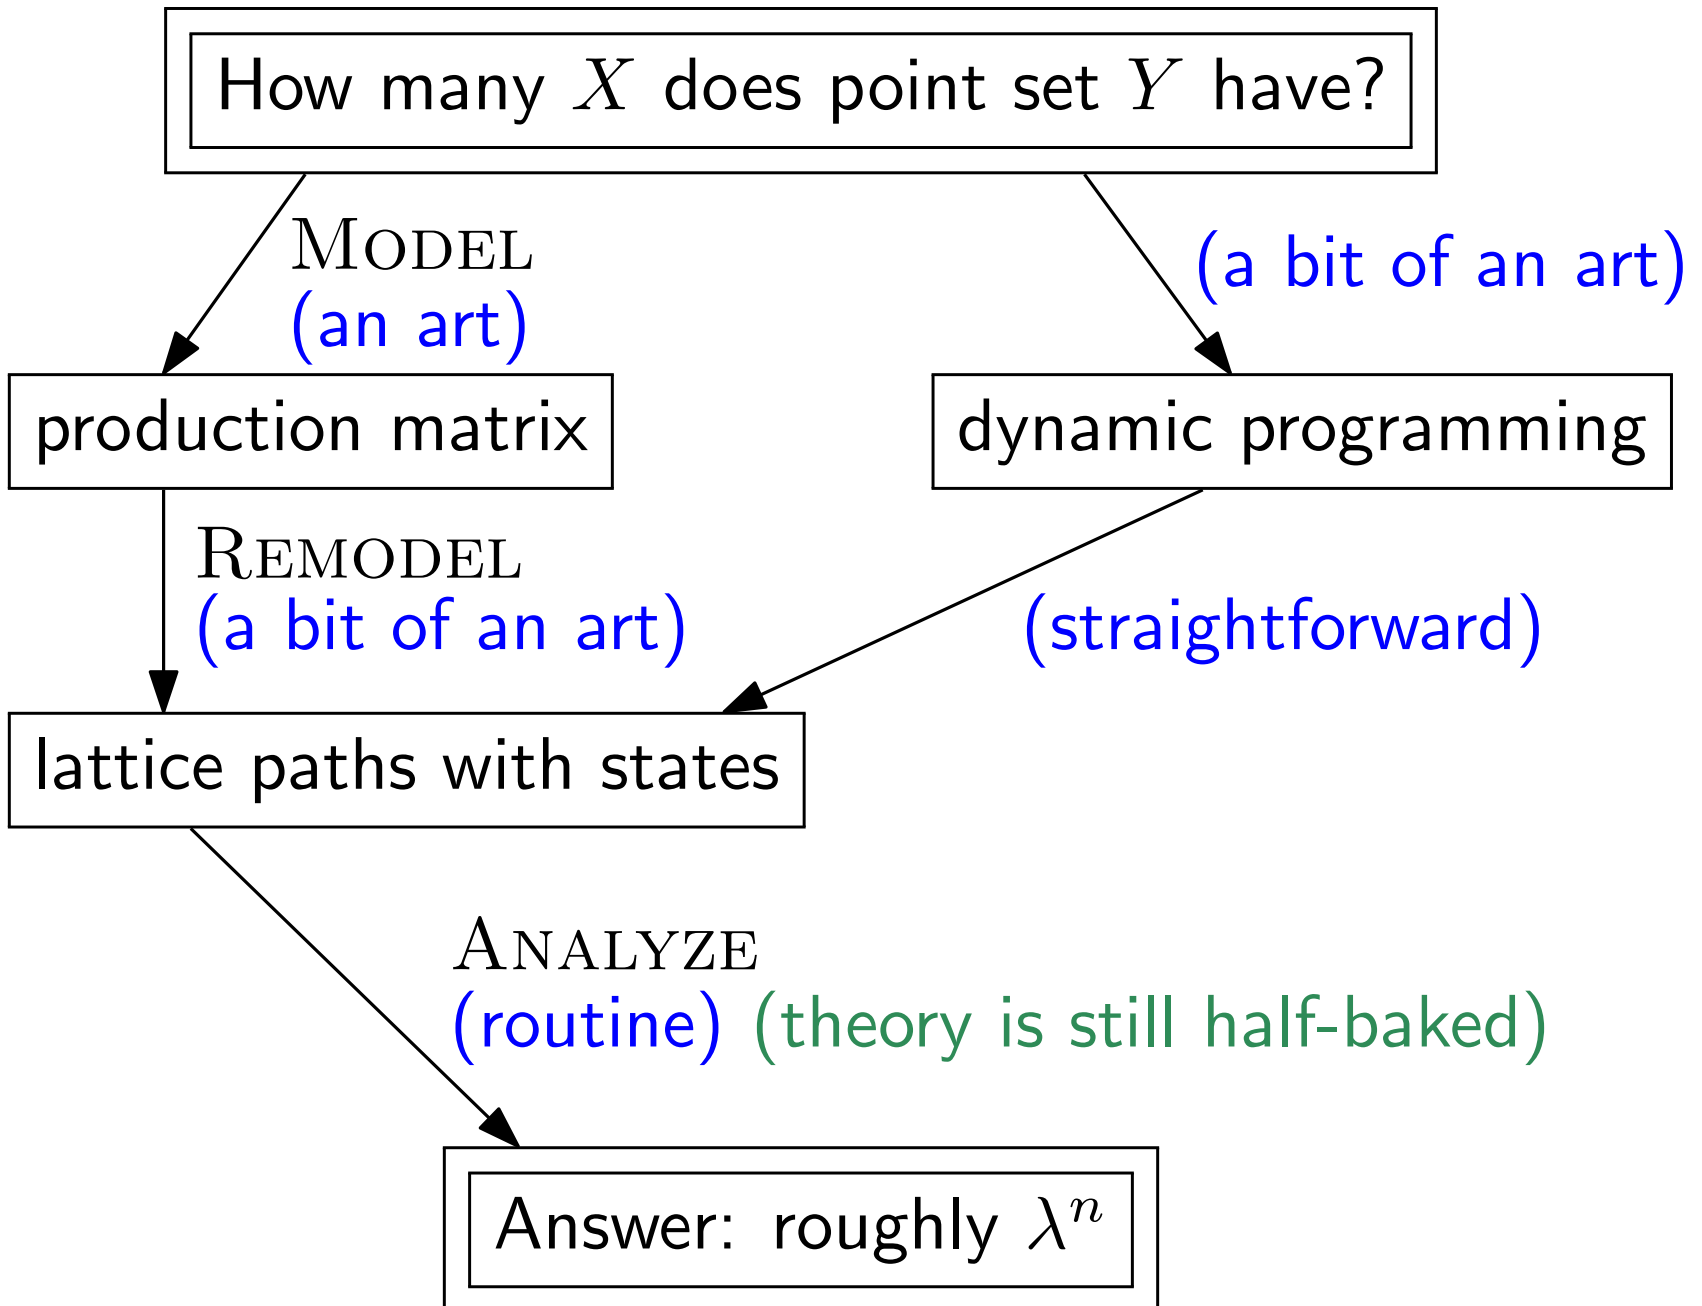 How many X does point set Y have?
MODEL
(an art)
(a bit of an art)
production matrix
dynamic programming
REMODEL
(a bit of an art)
(straightforward)
lattice paths with states
ANALYZE
(routine) (theory is still half-baked)
Answer: roughly λⁿ